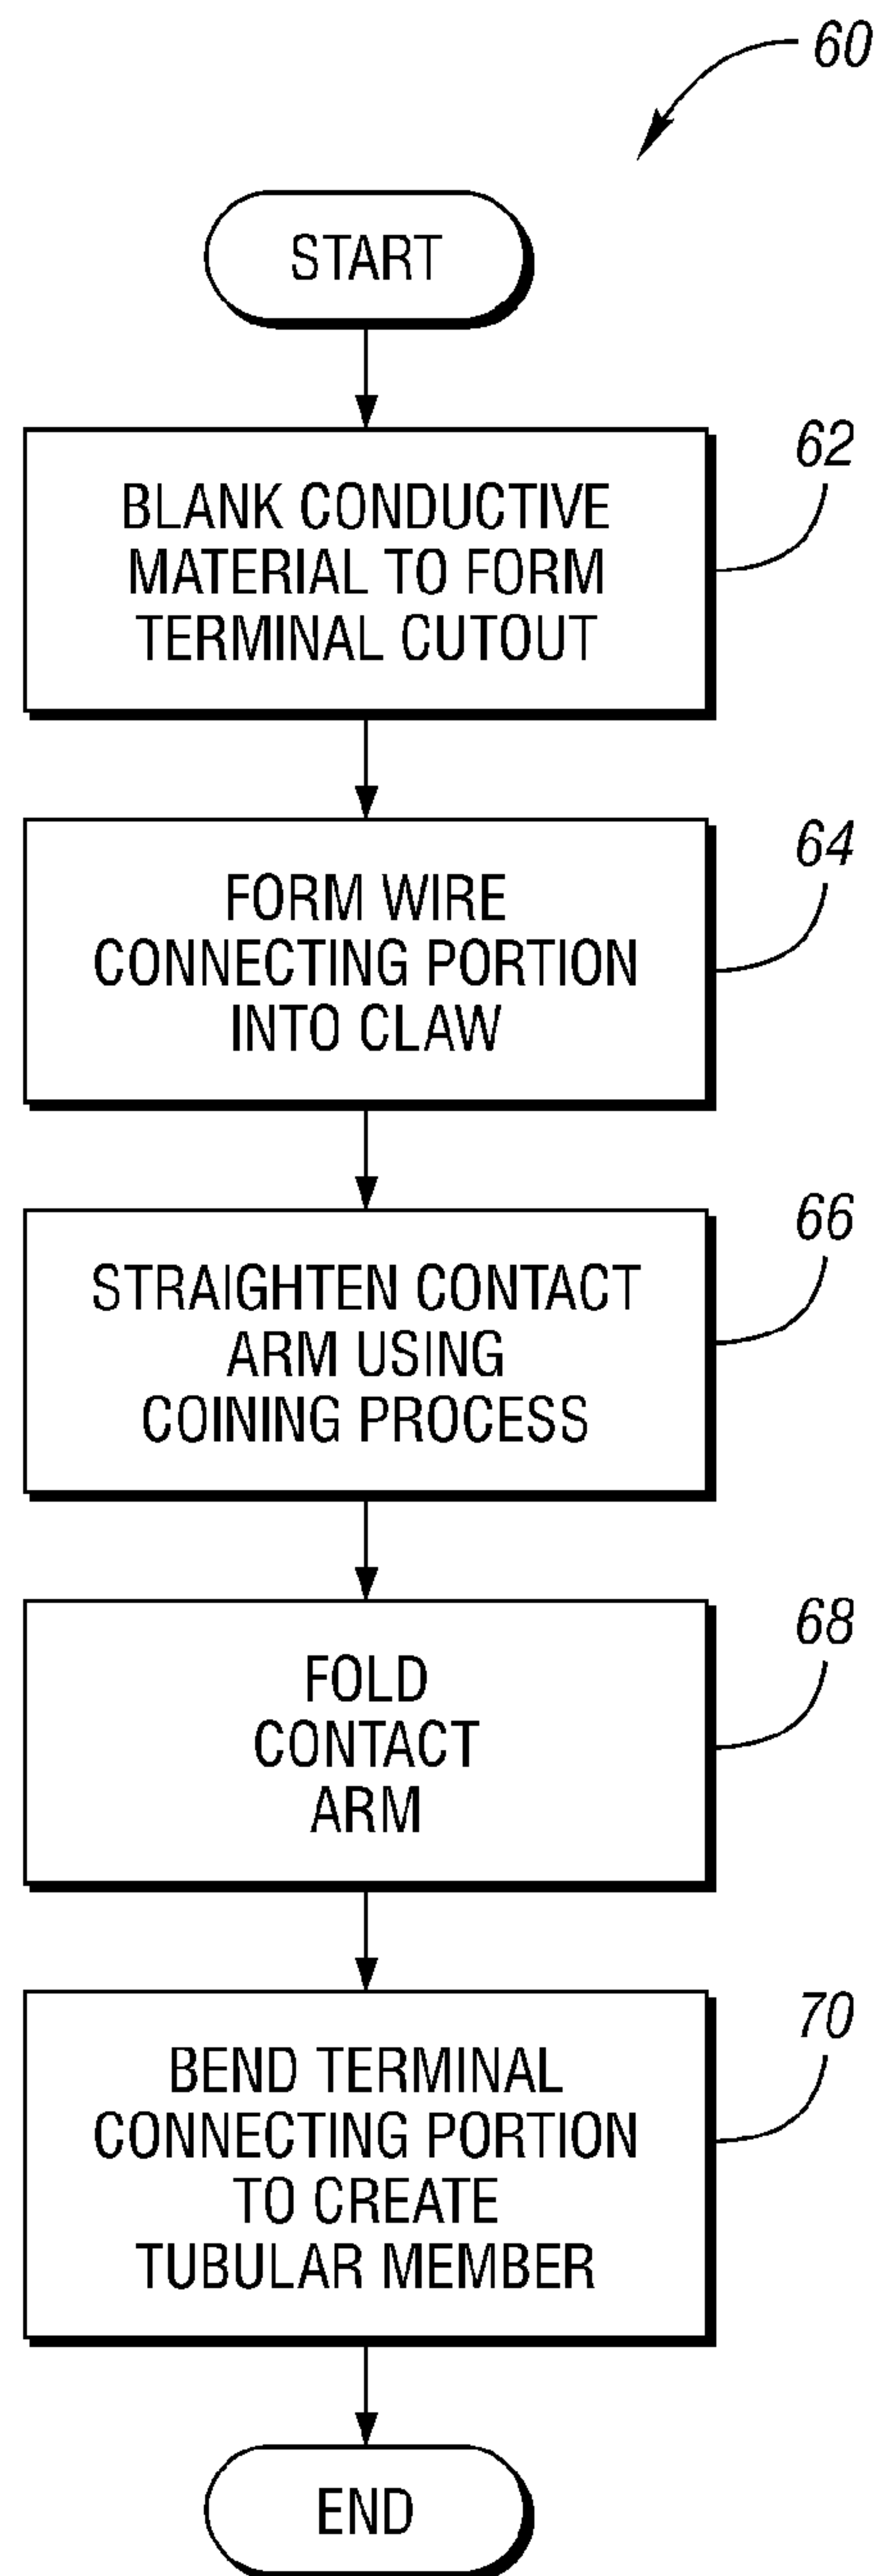 60
START
62
BLANK CONDUCTIVE
MATERIAL TO FORM
TERMINAL CUTOUT
64
FORM WIRE
CONNECTING PORTION
INTO CLAW
66
STRAIGHTEN CONTACT
ARM USING
COINING PROCESS
68
FOLD
CONTACT
ARM
70
BEND TERMINAL
CONNECTING PORTION
TO CREATE
TUBULAR MEMBER
END